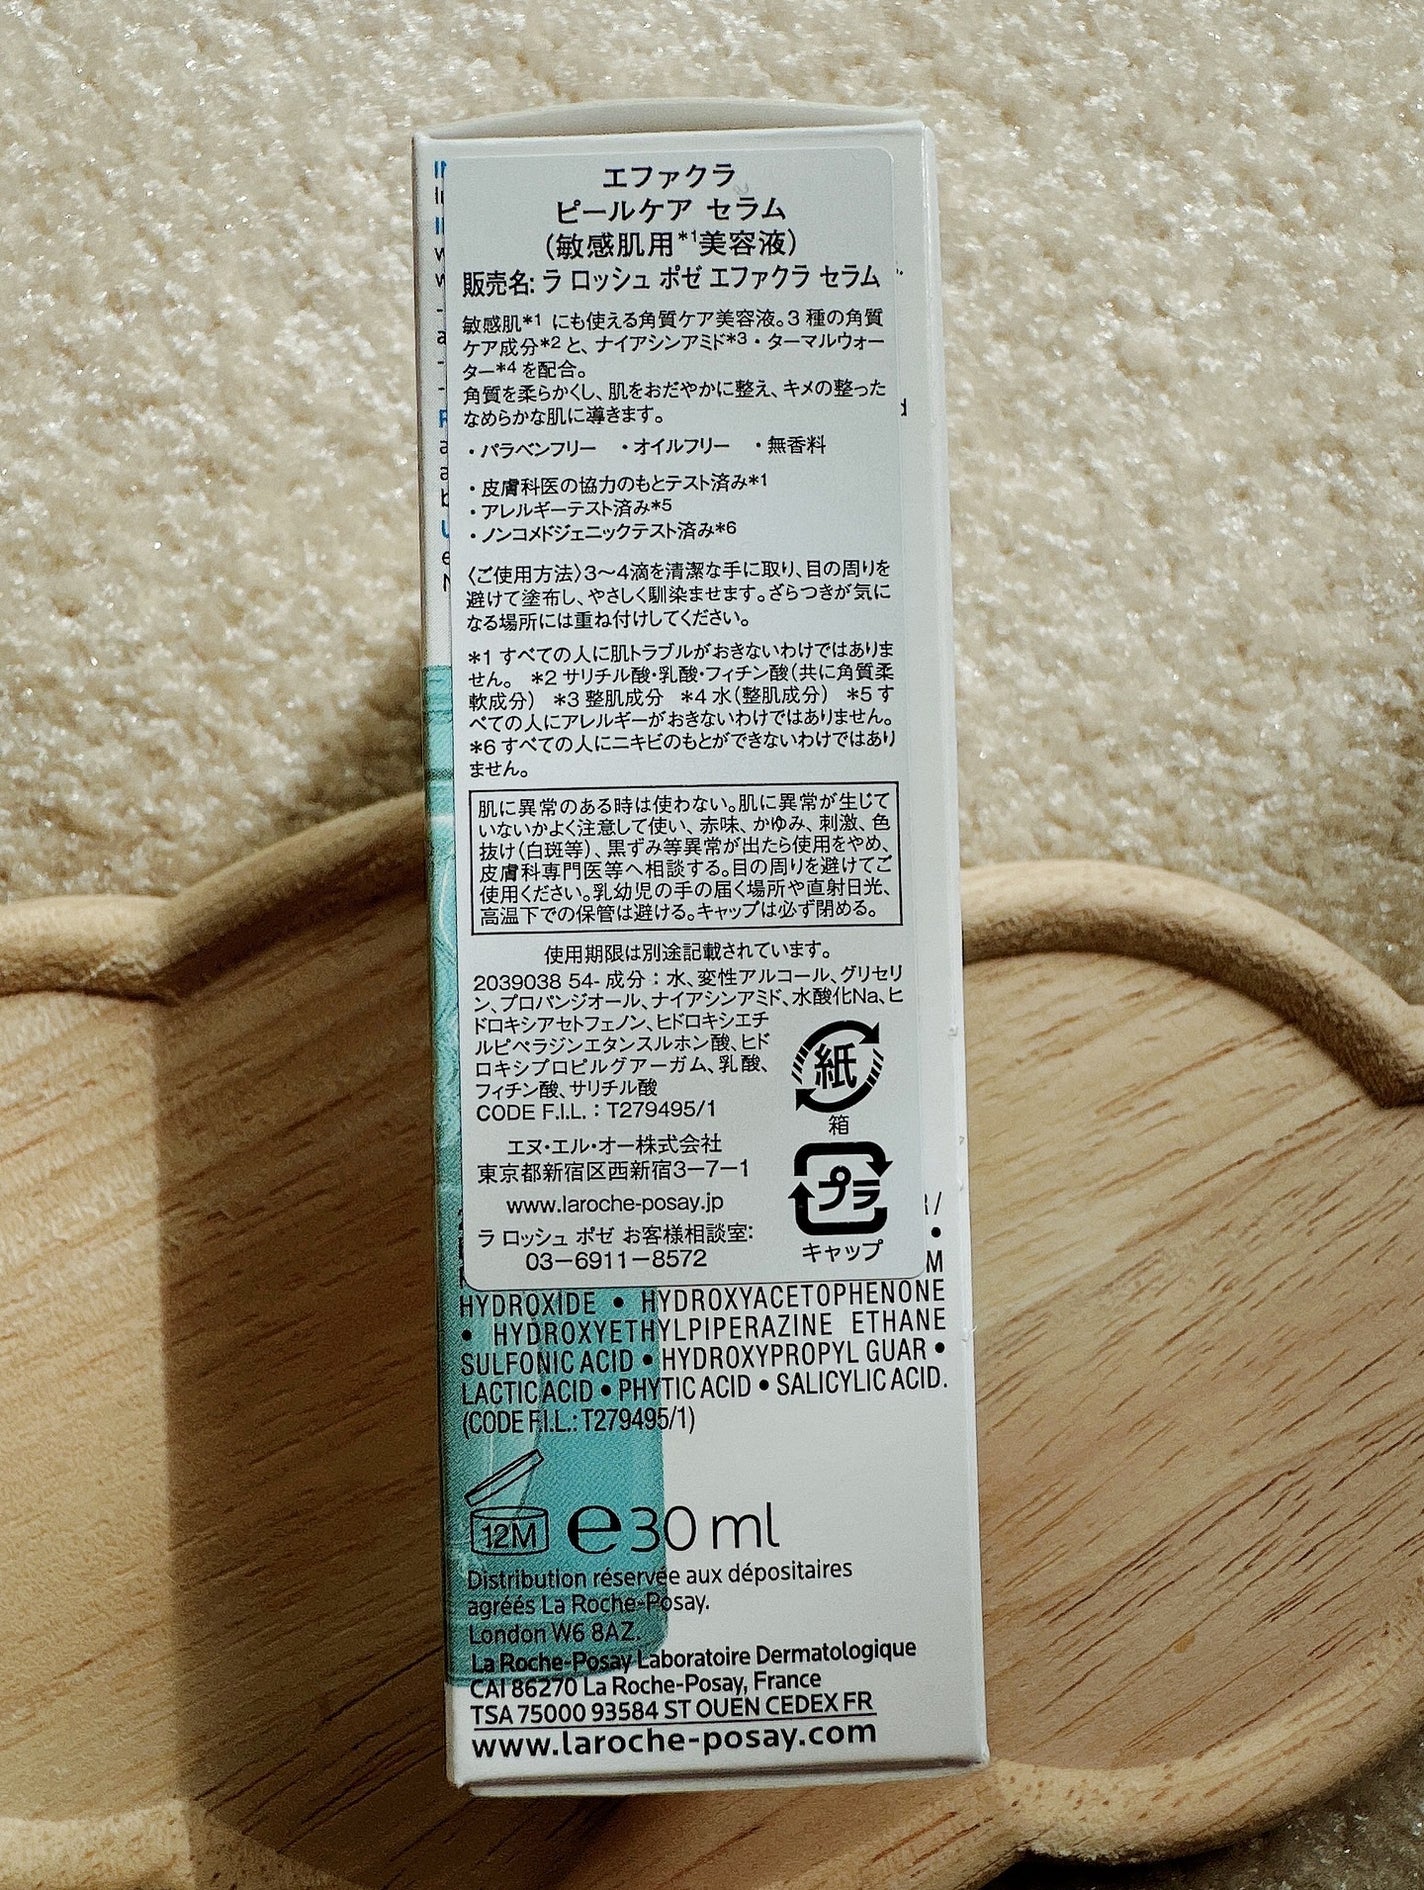 エファクラ
ピールケア セラム
(敏感肌用*1美容液)
販売名: ラ ロッシュ ポゼ エファクラ セラム
敏感肌*1 にも使える角質ケア美容液。3 種の角質
ケア成分*2 と、ナイアシンアミド*3・ターマルウォー
ター*4 を配合。
角質を柔らかくし、肌をおだやかに整え、キメの整った
なめらかな肌に導きます。
・パラベンフリー ・オイルフリー ・無香料
・皮膚科医の協力のもとテスト済み*1
・アレルギーテスト済み*5
・ノンコメドジェニックテスト済み*6
〈ご使用方法〉3〜4滴を清潔な手に取り、目の周りを
避けて塗布し、やさしく馴染ませます。ざらつきが気に
なる場所には重ね付けしてください。
*1 すべての人に肌トラブルがおきないわけではありま
せん。 *2 サリチル酸・乳酸・フィチン酸(共に角質柔
軟成分) *3 整肌成分 *4 水(整肌成分) *5 す
べての人にアレルギーがおきないわけではありません。
*6 すべての人にニキビのもとができないわけではあり
ません。
肌に異常のある時は使わない。肌に異常が生じて
いないかよく注意して使い、赤味、かゆみ、刺激、色
抜け(白斑等)、黒ずみ等異常が出たら使用をやめ、
皮膚科専門医等へ相談する。目の周りを避けてご
使用ください。乳幼児の手の届く場所や直射日光、
高温下での保管は避ける。キャップは必ず閉める。
使用期限は別途記載されています。
2039038 54- 成分：水、変性アルコール、グリセリ
ン、プロパンジオール、ナイアシンアミド、水酸化Na、ヒ
ドロキシアセトフェノン、ヒドロキシエチ
ルピペラジンエタンスルホン酸、ヒド
ロキシプロピルグアーガム、乳酸、
フィチン酸、サリチル酸
CODE F.I.L.：T279495/1
紙
箱
エヌ・エル・オー株式会社
東京都新宿区西新宿3−7−1
www.laroche-posay.jp
ラ ロッシュ ポゼ お客様相談室:
03−6911−8572
プラ
キャップ
HYDROXIDE • HYDROXYACETOPHENONE
• HYDROXYETHYLPIPERAZINE ETHANE
SULFONIC ACID • HYDROXYPROPYL GUAR •
LACTIC ACID • PHYTIC ACID • SALICYLIC ACID.
(CODE F.I.L.: T279495/1)
12M ℮30 ml
Distribution réservée aux dépositaires
agréés La Roche-Posay.
London W6 8AZ.
La Roche-Posay Laboratoire Dermatologique
CAI 86270 La Roche-Posay, France
TSA 75000 93584 ST OUEN CEDEX FR
www.laroche-posay.com